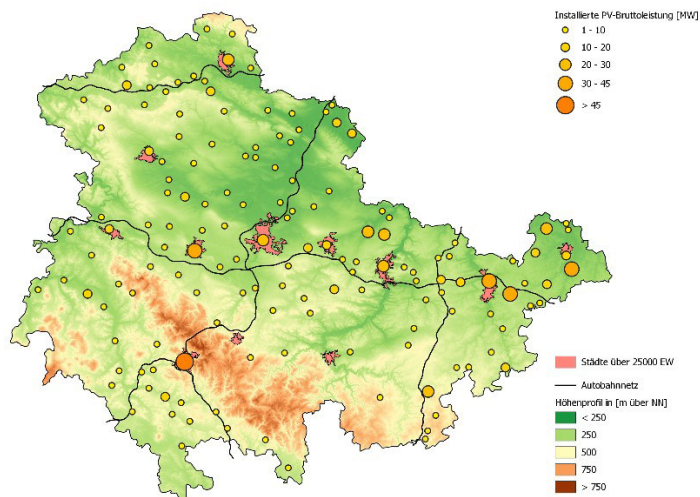 Installierte PV-Bruttoleistung [MW]
1 - 10
10 - 20
20 - 30
30 - 45
> 45
Städte über 25000 EW
Autobahnnetz
Höhenprofil in [m über NN]
< 250
250
500
750
> 750